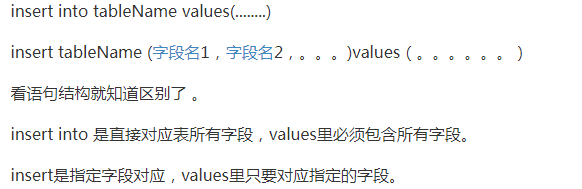 insert into tableName values(........)
insert tableName (字段名1，字段名2，。。。)values（。。。。。。）
看语句结构就知道区别了 。
insert into 是直接对应表所有字段，values里必须包含所有字段。
insert是指定字段对应，values里只要对应指定的字段。